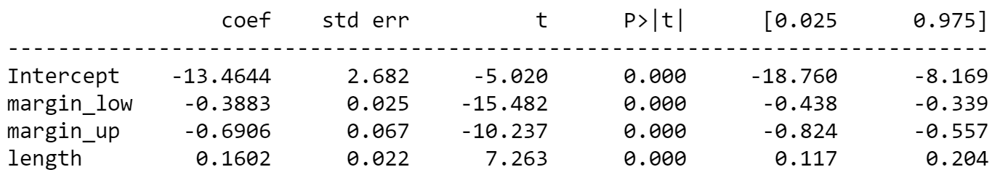 coef std err t P>|t| [0.025 0.975]
--------------------------------------------------------------------------------
Intercept -13.4644 2.682 -5.020 0.000 -18.760 -8.169
margin_low -0.3883 0.025 -15.482 0.000 -0.438 -0.339
margin_up -0.6906 0.067 -10.237 0.000 -0.824 -0.557
length 0.1602 0.022 7.263 0.000 0.117 0.204